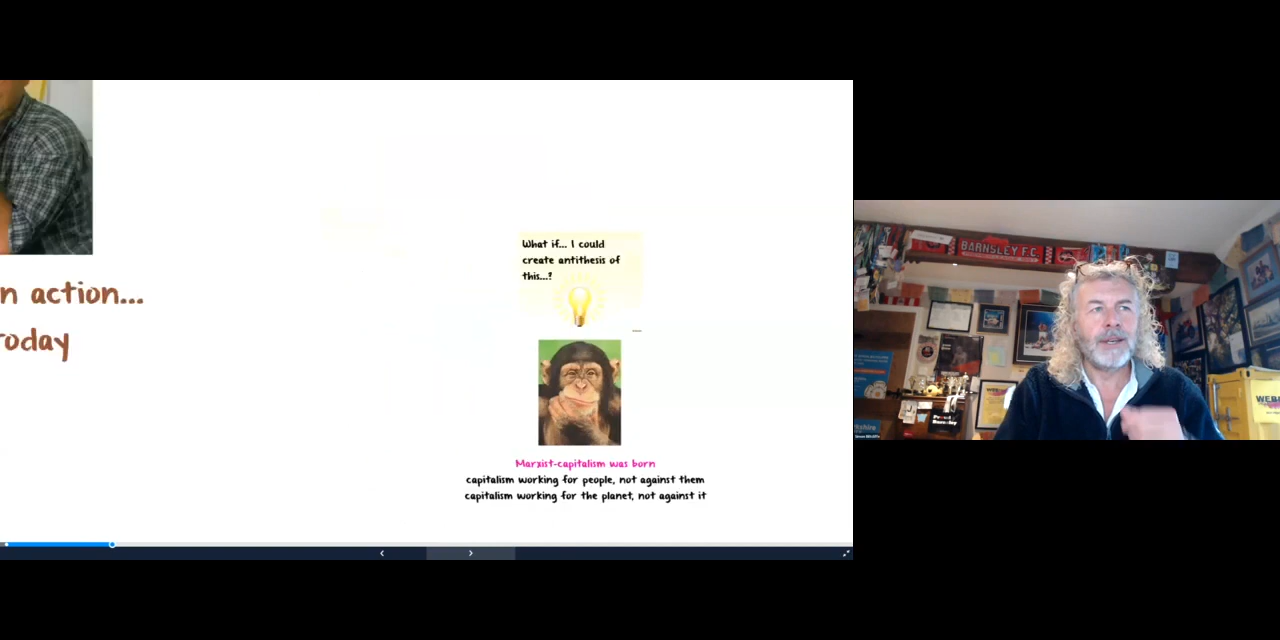 n action...
today
What if... I could
create antithesis of
this...?
Marxist-capitalism was born
capitalism working for people, not against them
capitalism working for the planet, not against it
BARNSLEY F.C.